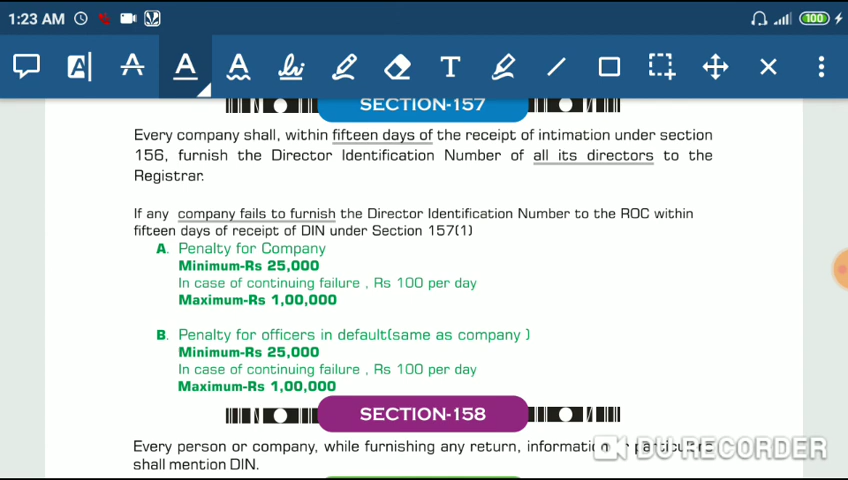 1:23 AM
100
A
A
A
A
T
SECTION-157
Every company shall, within fifteen days of the receipt of intimation under section
156, furnish the Director Identification Number of all its directors to the
Registrar.
If any company fails to furnish the Director Identification Number to the ROC within
fifteen days of receipt of DIN under Section 157(1)
A. Penalty for Company
Minimum-Rs 25,000
In case of continuing failure , Rs 100 per day
Maximum-Rs 1,00,000
B. Penalty for officers in default(same as company )
Minimum-Rs 25,000
In case of continuing failure , Rs 100 per day
Maximum-Rs 1,00,000
SECTION-158
Every person or company, while furnishing any return, information
shall mention DIN.
DU RECORDER